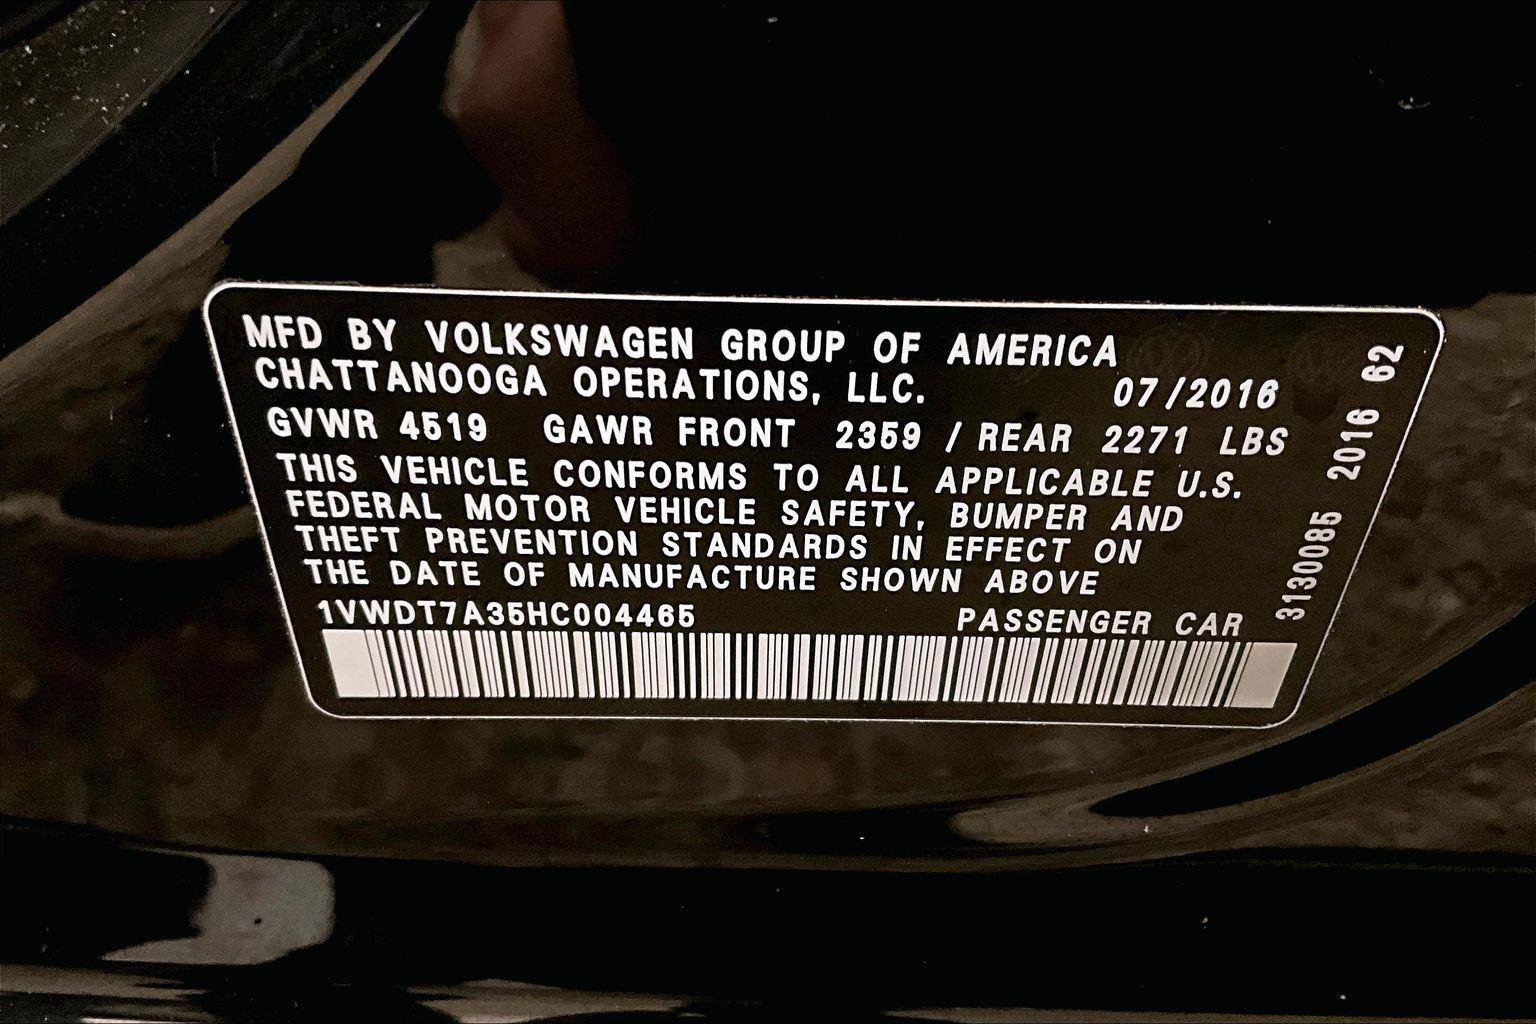 MFD BY VOLKSWAGEN GROUP OF AMERICA
CHATTANOOGA OPERATIONS, LLC. 07/2016
GVWR 4519 GAWR FRONT 2359 / REAR 2271 LBS
THIS VEHICLE CONFORMS TO ALL APPLICABLE U.S.
FEDERAL MOTOR VEHICLE SAFETY, BUMPER AND
THEFT PREVENTION STANDARDS IN EFFECT ON
THE DATE OF MANUFACTURE SHOWN ABOVE
1VWDT7A35HC004465 PASSENGER CAR
3130085 2016 62